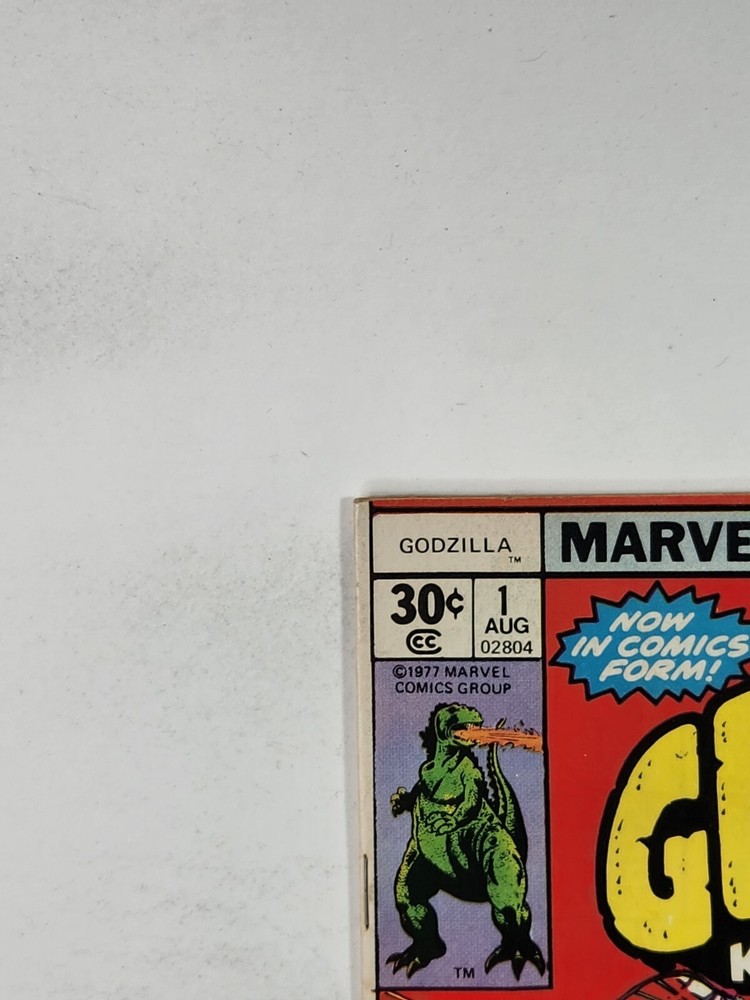 GODZILLA
TM
MARVE
30¢
CC
1
AUG
02804
NOW
IN COMICS
FORM!
©1977 MARVEL
COMICS GROUP
G
K
TM